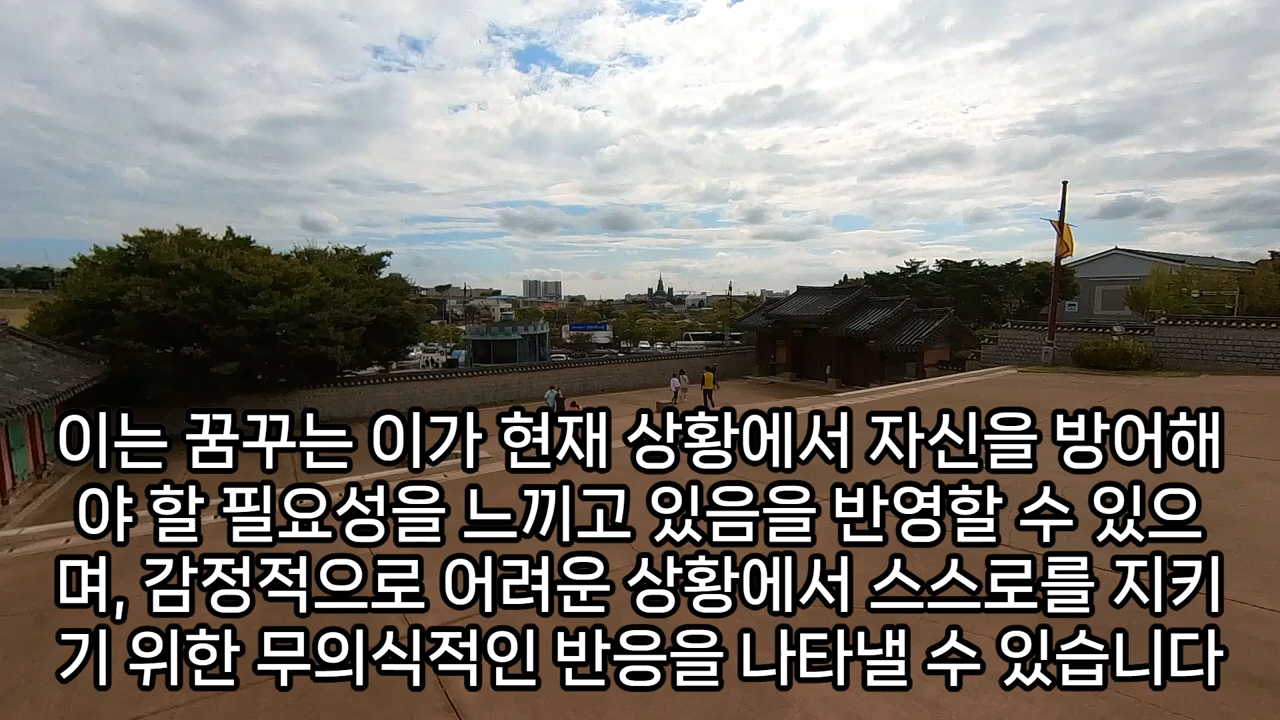 이는 꿈꾸는 이가 현재 상황에서 자신을 방어해
야 할 필요성을 느끼고 있음을 반영할 수 있으
며, 감정적으로 어려운 상황에서 스스로를 지키
기 위한 무의식적인 반응을 나타낼 수 있습니다